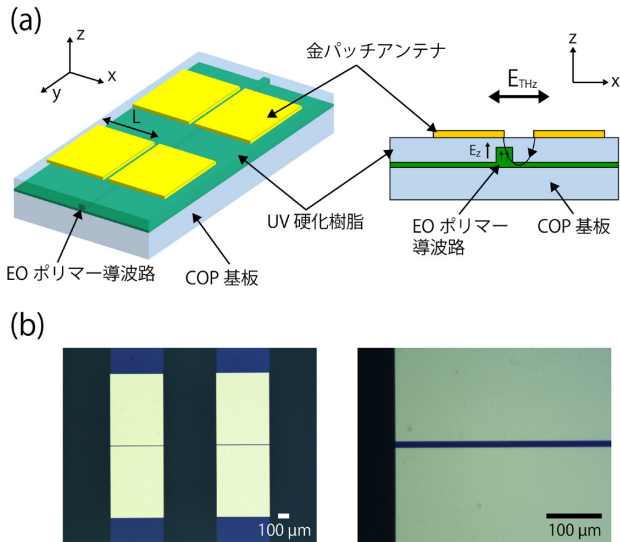 (a)
z
x
y
L
金パッチアンテナ
UV 硬化樹脂
EO ポリマー導波路
COP 基板
E_THz
z
x
E_z
EO ポリマー
導波路
COP 基板
(b)
100 μm
100 μm